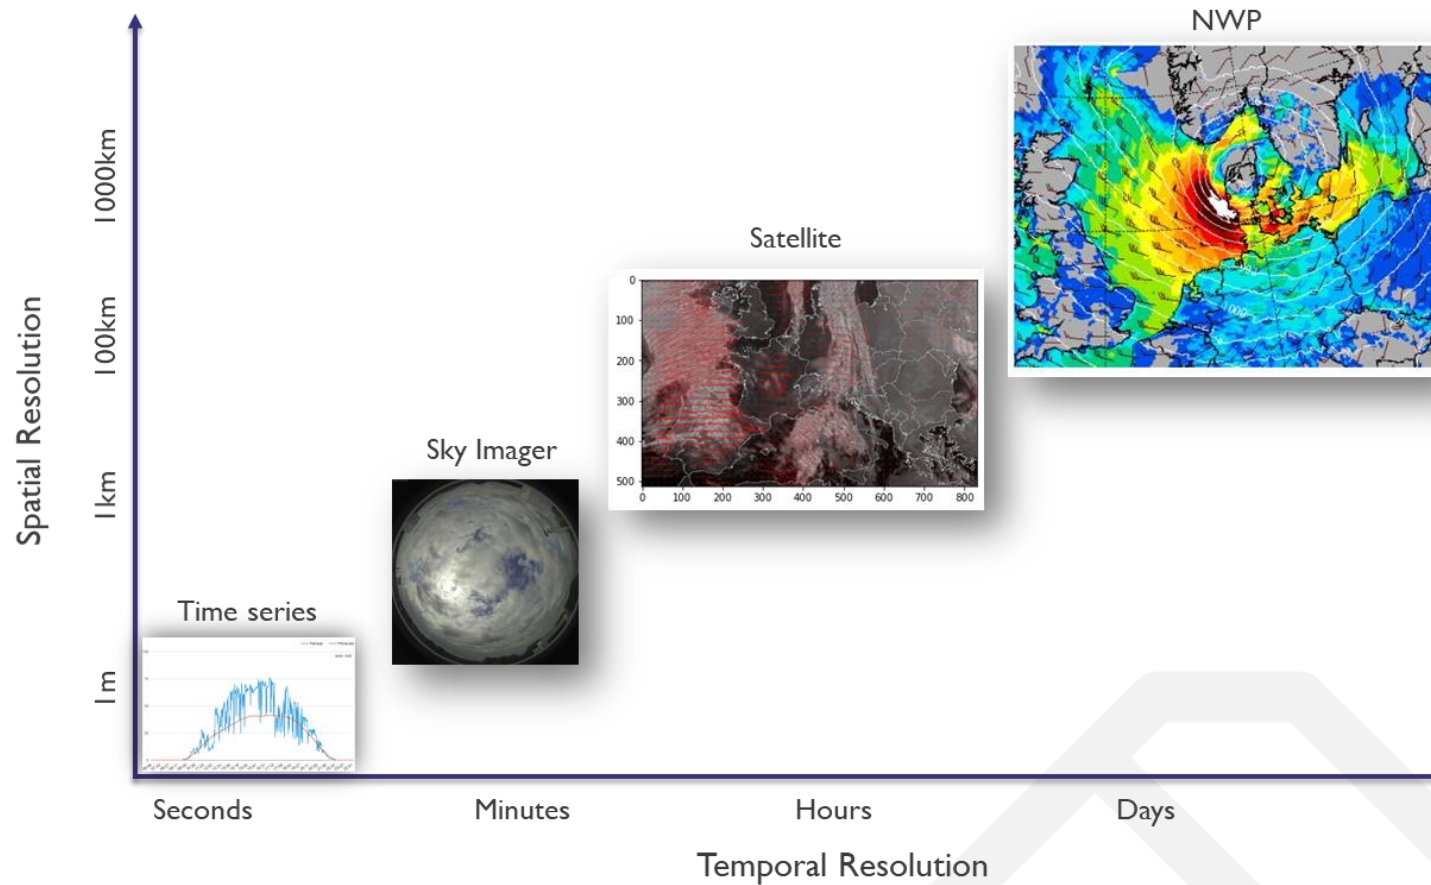 NWP
1000km
Satellite
0
100
200
300
400
500
0 100 200 300 400 500 600 700 800
100km
Spatial Resolution
Sky Imager
1km
Time series
1m
Seconds Minutes Hours Days
Temporal Resolution